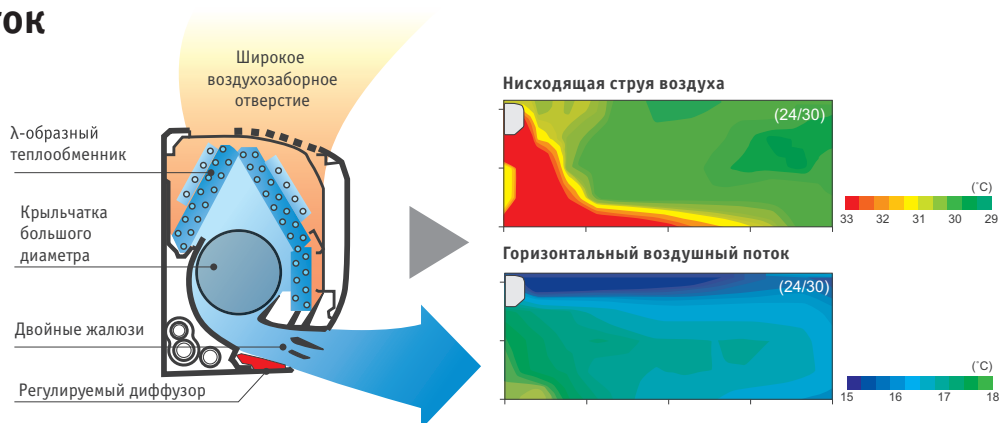 ток
Широкое
воздухозаборное
отверстие
λ-образный
теплообменник
Крыльчатка
большого
диаметра
Двойные жалюзи
Регулируемый диффузор
Нисходящая струя воздуха
(24/30)
(˚C)
33 32 31 30 29
Горизонтальный воздушный поток
(24/30)
(˚C)
15 16 17 18